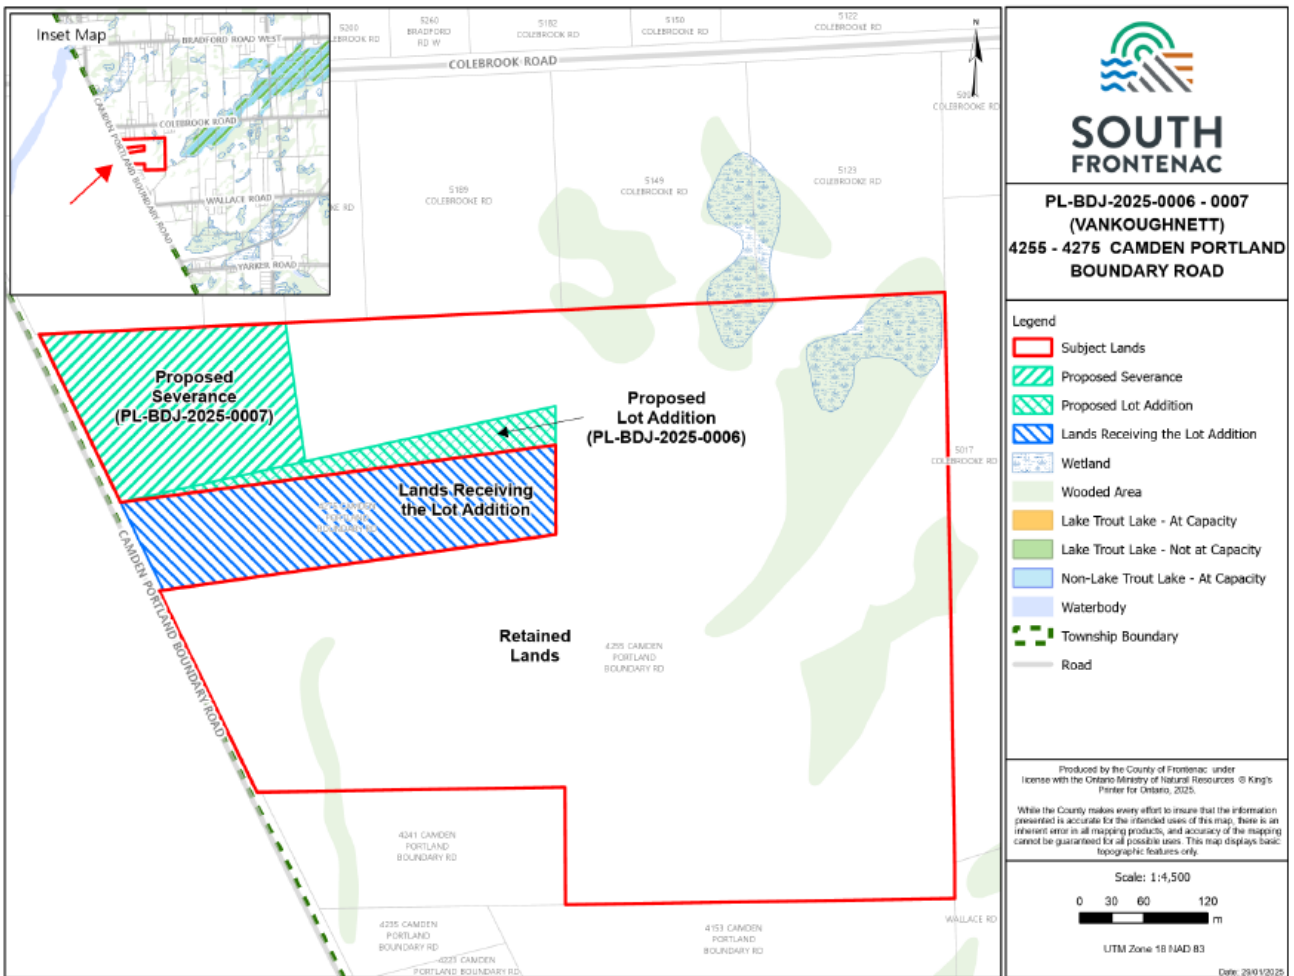 Inset Map
BRADFORD ROAD WEST
COLEBROOK ROAD
CAMDEN PORTLAND BOUNDARY ROAD
WALLACE ROAD
YARKER ROAD
5200
5260
BRADFORD
RD W
5182
COLEBROOK RD
5150
COLEBROOK RD
5122
COLEBROOK RD
COLEBROOK ROAD
N
COLEBROOKE RD
5189
COLEBROOKE RD
5149
COLEBROOKE RD
5123
COLEBROOKE RD
Proposed
Severance
(PL-BDJ-2025-0007)
Proposed
Lot Addition
(PL-BDJ-2025-0006)
5017
COLEBROOKE RD
Lands Receiving
the Lot Addition
CAMDEN PORTLAND BOUNDARY ROAD
Retained
Lands
4255 CAMDEN
PORTLAND
BOUNDARY RD
4241 CAMDEN
PORTLAND
BOUNDARY RD
4235 CAMDEN
PORTLAND
BOUNDARY RD
4223 CAMDEN
PORTLAND BOUNDARY RD
4153 CAMDEN
PORTLAND
BOUNDARY RD
WALLACE RD
SOUTH
FRONTENAC
PL-BDJ-2025-0006 - 0007
(VANKOUGHNETT)
4255 - 4275 CAMDEN PORTLAND
BOUNDARY ROAD
Legend
Subject Lands
Proposed Severance
Proposed Lot Addition
Lands Receiving the Lot Addition
Wetland
Wooded Area
Lake Trout Lake - At Capacity
Lake Trout Lake - Not at Capacity
Non-Lake Trout Lake - At Capacity
Waterbody
Township Boundary
Road
Produced by the County of Frontenac under
license with the Ontario Ministry of Natural Resources © King's
Printer for Ontario, 2025.
While the County makes every effort to insure that the information
presented is accurate for the intended uses of this map, there is an
inherent error in all mapping products, and accuracy of the mapping
cannot be guaranteed for all possible uses. This map displays basic
topographic features only.
Scale: 1:4,500
0 30 60 120
m
UTM Zone 18 NAD 83
Date: 29/01/2025